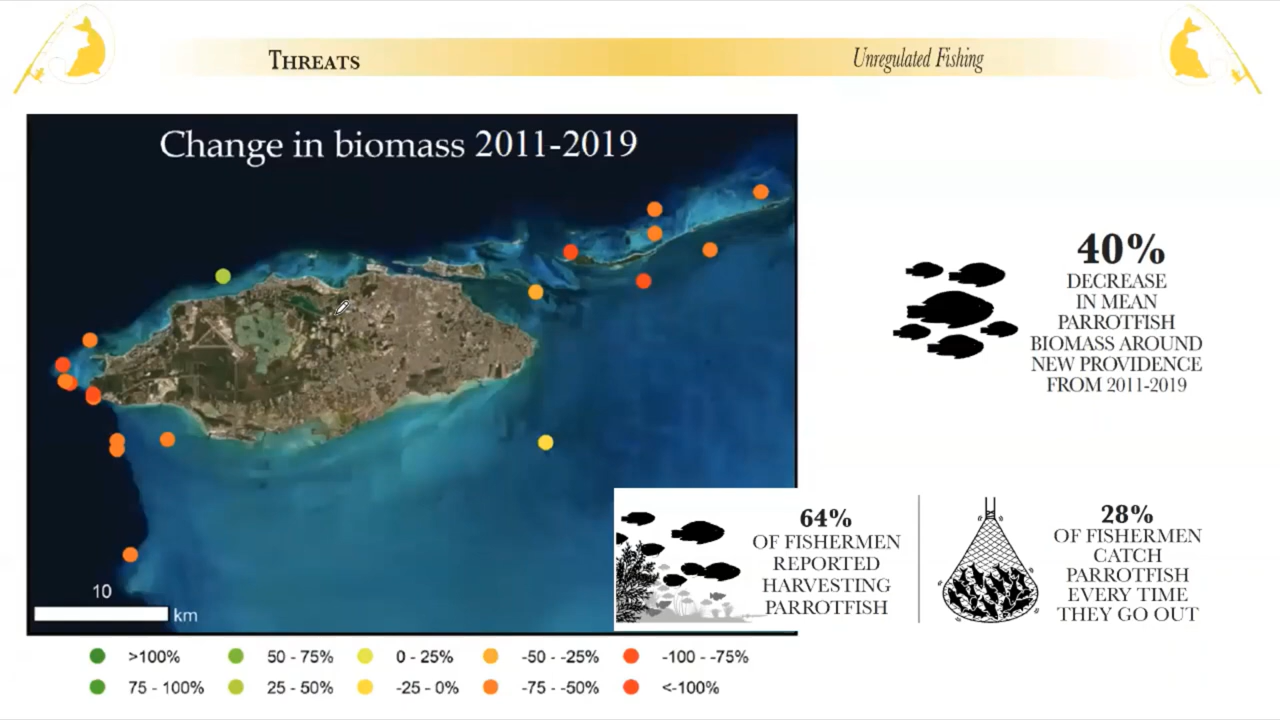 THREATS
Unregulated Fishing
Change in biomass 2011-2019
40%
DECREASE
IN MEAN
PARROTFISH
BIOMASS AROUND
NEW PROVIDENCE
FROM 2011-2019
64%
OF FISHERMEN
REPORTED
HARVESTING
PARROTFISH
28%
OF FISHERMEN
CATCH
PARROTFISH
EVERY TIME
THEY GO OUT
10
km
>100% 50 - 75% 0 - 25% -50 - -25% -100 - -75%
75 - 100% 25 - 50% -25 - 0% -75 - -50% <-100%